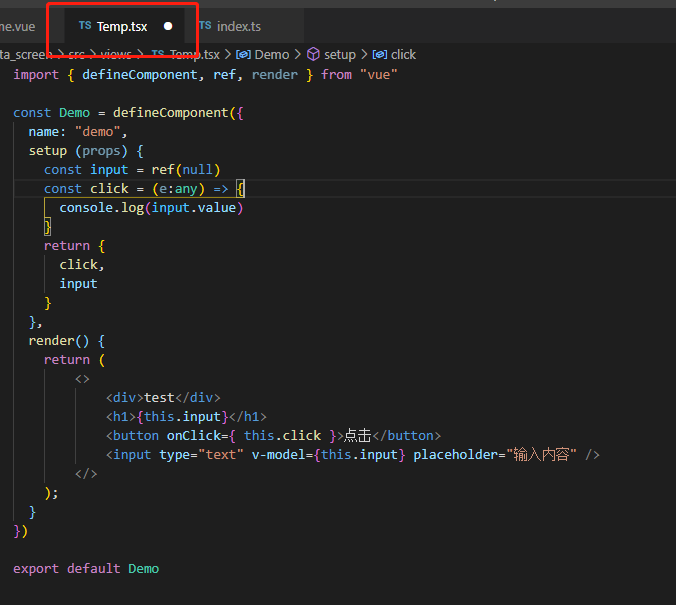 me.vue TS Temp.tsx ● TS index.ts
ta_screen > src > views > TS Temp.tsx > Demo > setup > click
import { defineComponent, ref, render } from "vue"
const Demo = defineComponent({
name: "demo",
setup (props) {
const input = ref(null)
const click = (e:any) => {
console.log(input.value)
}
return {
click,
input
}
},
render() {
return (
<>
<div>test</div>
<h1>{this.input}</h1>
<button onClick={ this.click }>点击</button>
<input type="text" v-model={this.input} placeholder="输入内容" />
</>
);
}
})
export default Demo